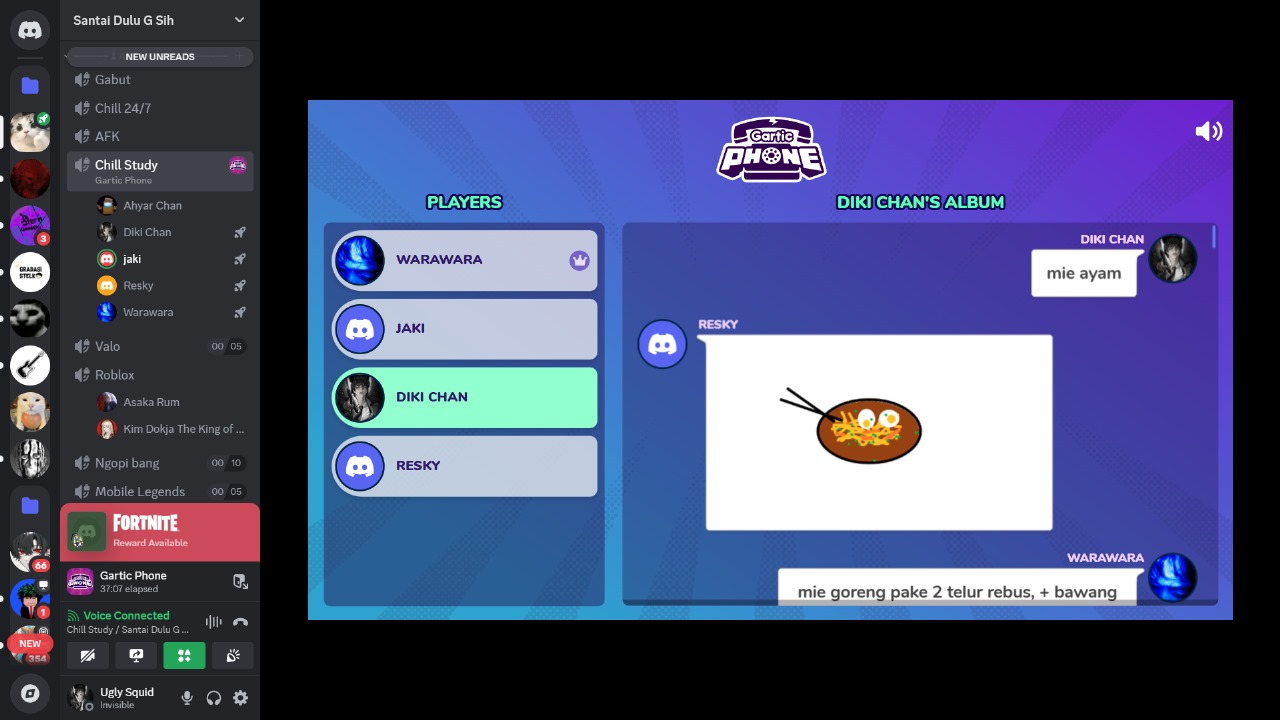 Santai Dulu G Sih
NEW UNREADS
Gabut
Chill 24/7
AFK
Chill Study
Gartic Phone
Ahyar Chan
Diki Chan
jaki
Resky
Warawara
Valo
00 05
Roblox
Asaka Rum
Kim Dokja The King of ...
Ngopi bang
00 10
Mobile Legends
00 05
FORTNITE
Reward Available
Gartic Phone
37:07 elapsed
Voice Connected
Chill Study / Santai Dulu G ...
Ugly Squid
Invisible
3
66
1
NEW
354
Gartic
PHONE
PLAYERS
WARAWARA
JAKI
DIKI CHAN
RESKY
DIKI CHAN'S ALBUM
DIKI CHAN
mie ayam
RESKY
WARAWARA
mie goreng pake 2 telur rebus, + bawang